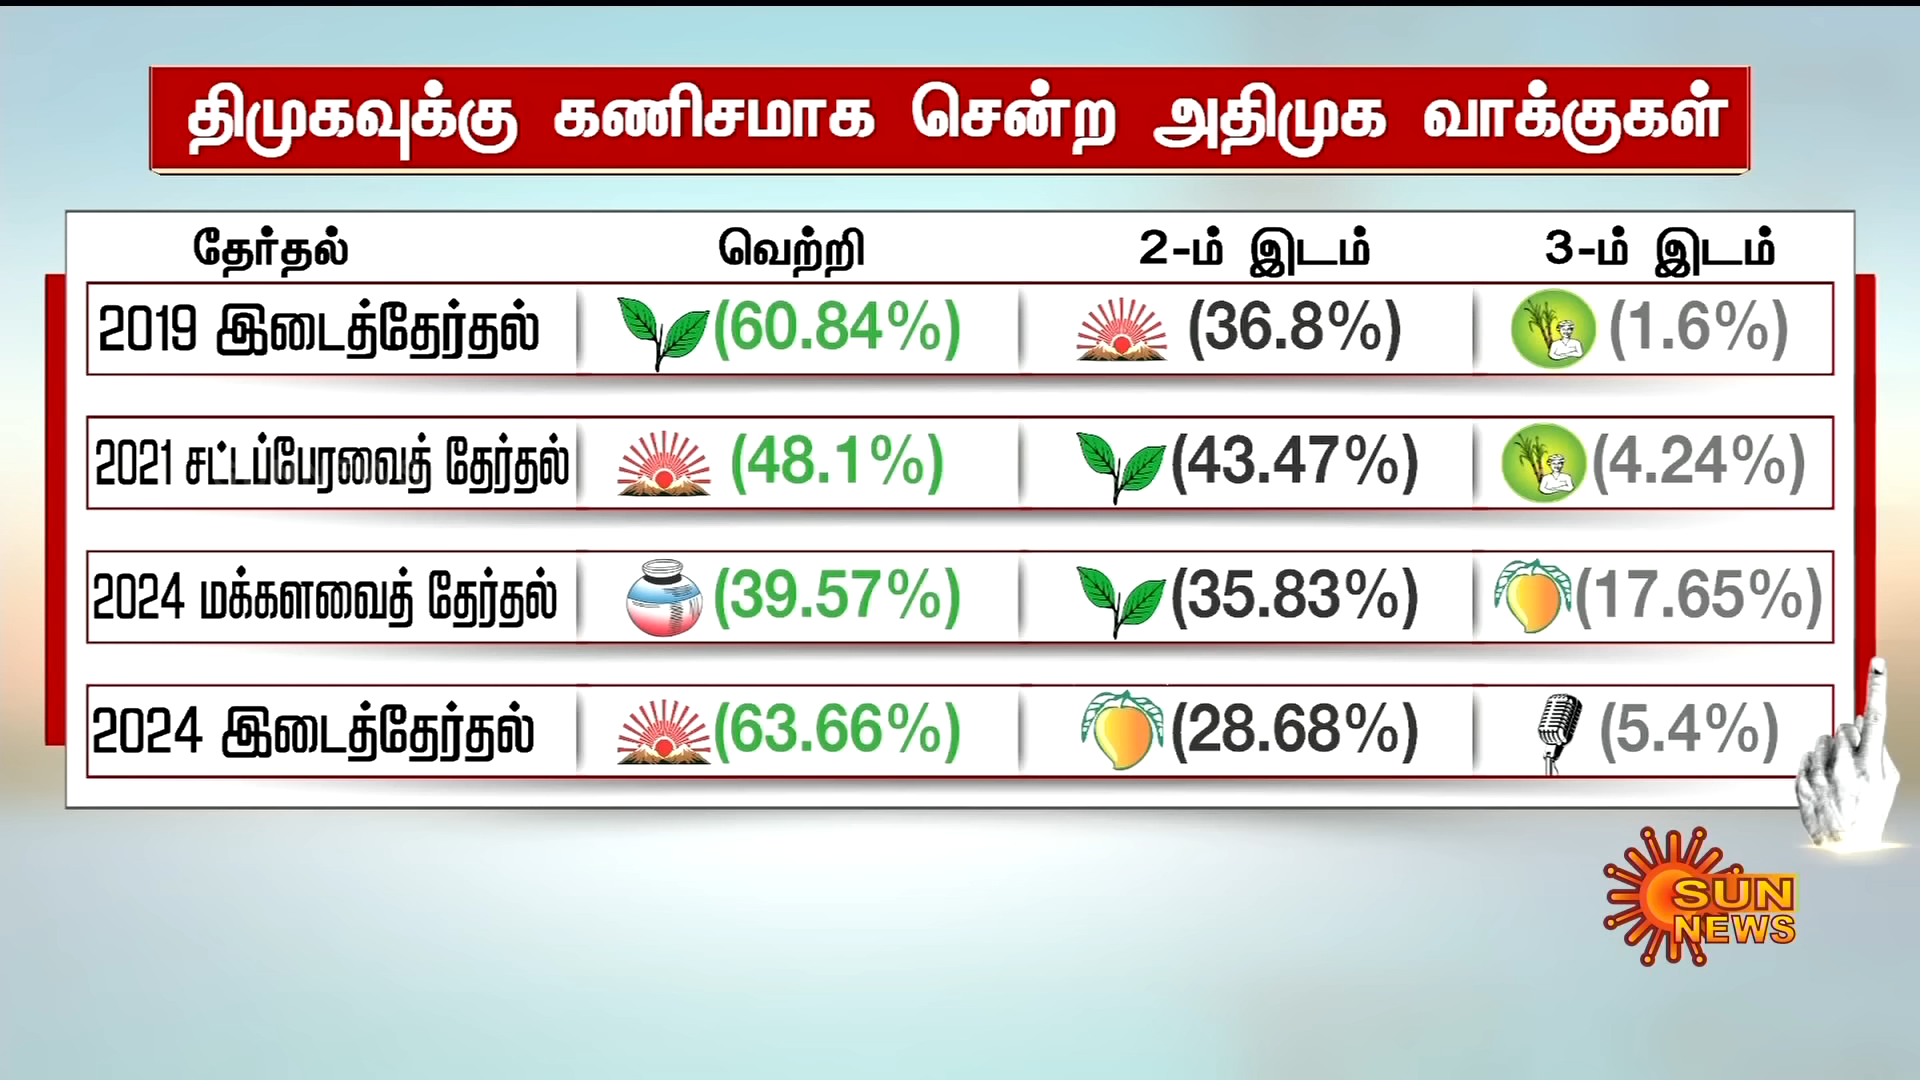 திமுகவுக்கு கணிசமாக சென்ற அதிமுக வாக்குகள்
தேர்தல் வெற்றி 2-ம் இடம் 3-ம் இடம்
2019 இடைத்தேர்தல் (60.84%) (36.8%) (1.6%)
2021 சட்டப்பேரவைத் தேர்தல் (48.1%) (43.47%) (4.24%)
2024 மக்களவைத் தேர்தல் (39.57%) (35.83%) (17.65%)
2024 இடைத்தேர்தல் (63.66%) (28.68%) (5.4%)
SUN
NEWS